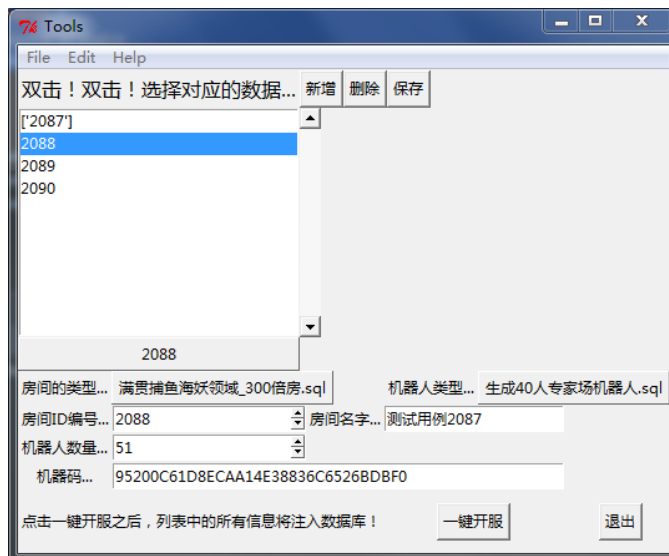 Tools
File Edit Help
双击！双击！选择对应的数据... 新增 删除 保存
['2087']
2088
2089
2090
2088
房间的类型... 满贯捕鱼海妖领域_300倍房.sql 机器人类型... 生成40人专家场机器人.sql
房间ID编号... 2088 房间名字... 测试用例2087
机器人数量... 51
机器码... 95200C61D8ECAA14E38836C6526BDBF0
点击一键开服之后，列表中的所有信息将注入数据库！ 一键开服 退出